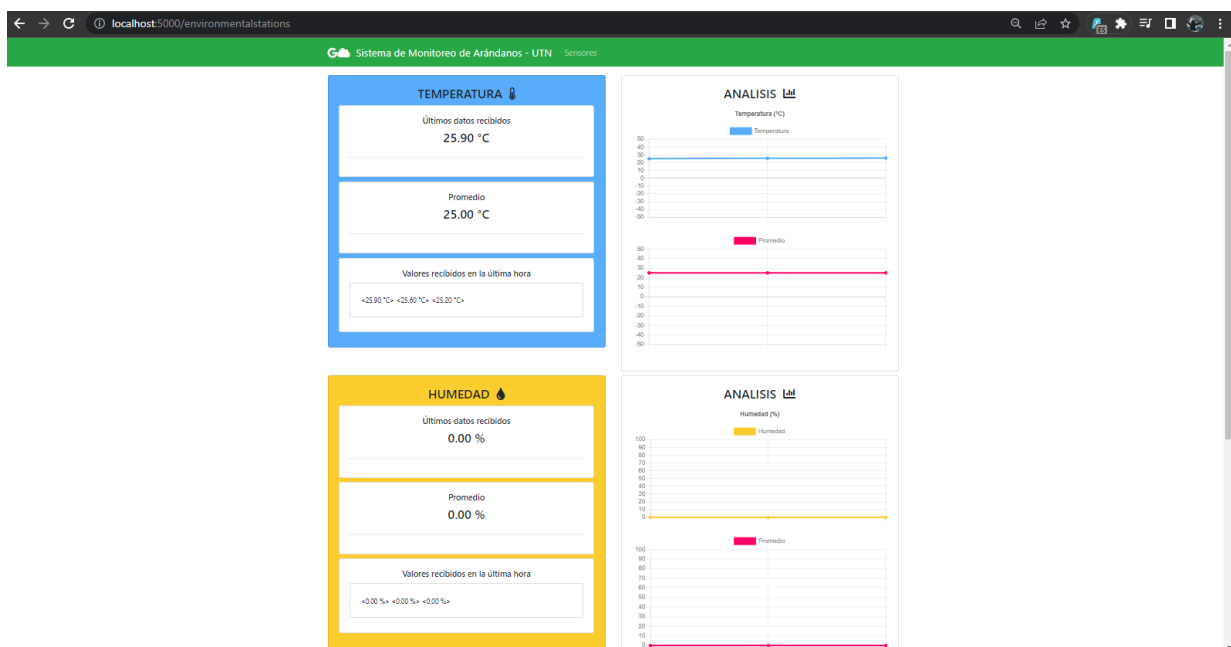 localhost:5000/environmentalstations
Sistema de Monitoreo de Arándanos - UTN Sensores
TEMPERATURA
Últimos datos recibidos
25.90 °C
Promedio
25.00 °C
Valores recibidos en la última hora
<25.90 °C> <25.60 °C> <25.20 °C>
ANALISIS
Temperatura (°C)
Temperatura
50
40
30
20
10
0
-10
-20
-30
-40
-50
Promedio
50
40
30
20
10
0
-10
-20
-30
-40
-50
HUMEDAD
Últimos datos recibidos
0.00 %
Promedio
0.00 %
Valores recibidos en la última hora
<0.00 %> <0.00 %> <0.00 %>
ANALISIS
Humedad (%)
Humedad
100
90
80
70
60
50
40
30
20
10
0
Promedio
100
90
80
70
60
50
40
30
20
10
0